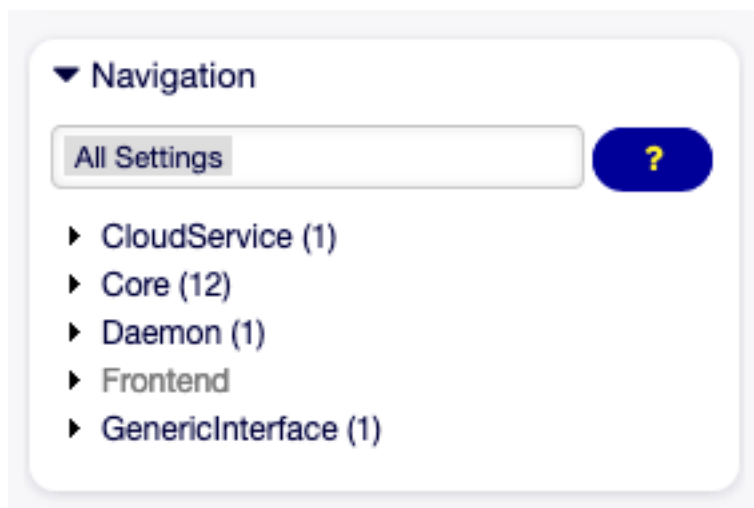 Navigation
All Settings
?
CloudService (1)
Core (12)
Daemon (1)
Frontend
GenericInterface (1)